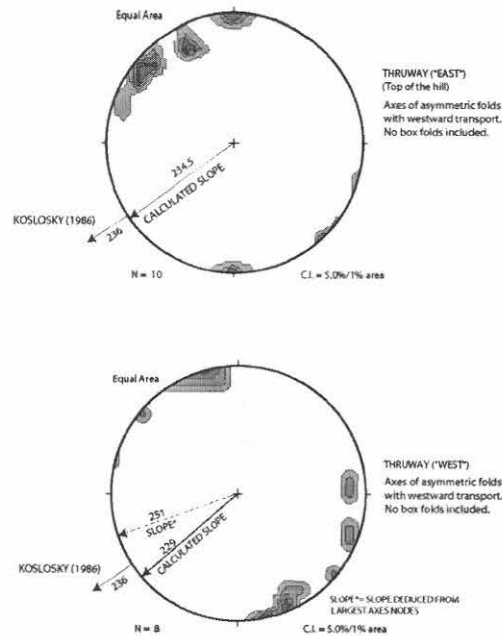 Equal Area
THRUWAY ("EAST")
(Top of the hill)
Axes of asymmetric folds
with westward transport.
No box folds included.
234.5
CALCULATED SLOPE
KOSLOSKY (1986)
236
N = 10
C.I. = 5.0%/1% area
Equal Area
THRUWAY ("WEST")
Axes of asymmetric folds
with westward transport.
No box folds included.
251
SLOPE*
229
CALCULATED SLOPE
KOSLOSKY (1986)
236
SLOPE*= SLOPE DEDUCED FROM
LARGEST AXES NODES
N = 8
C.I. = 5.0%/1% area